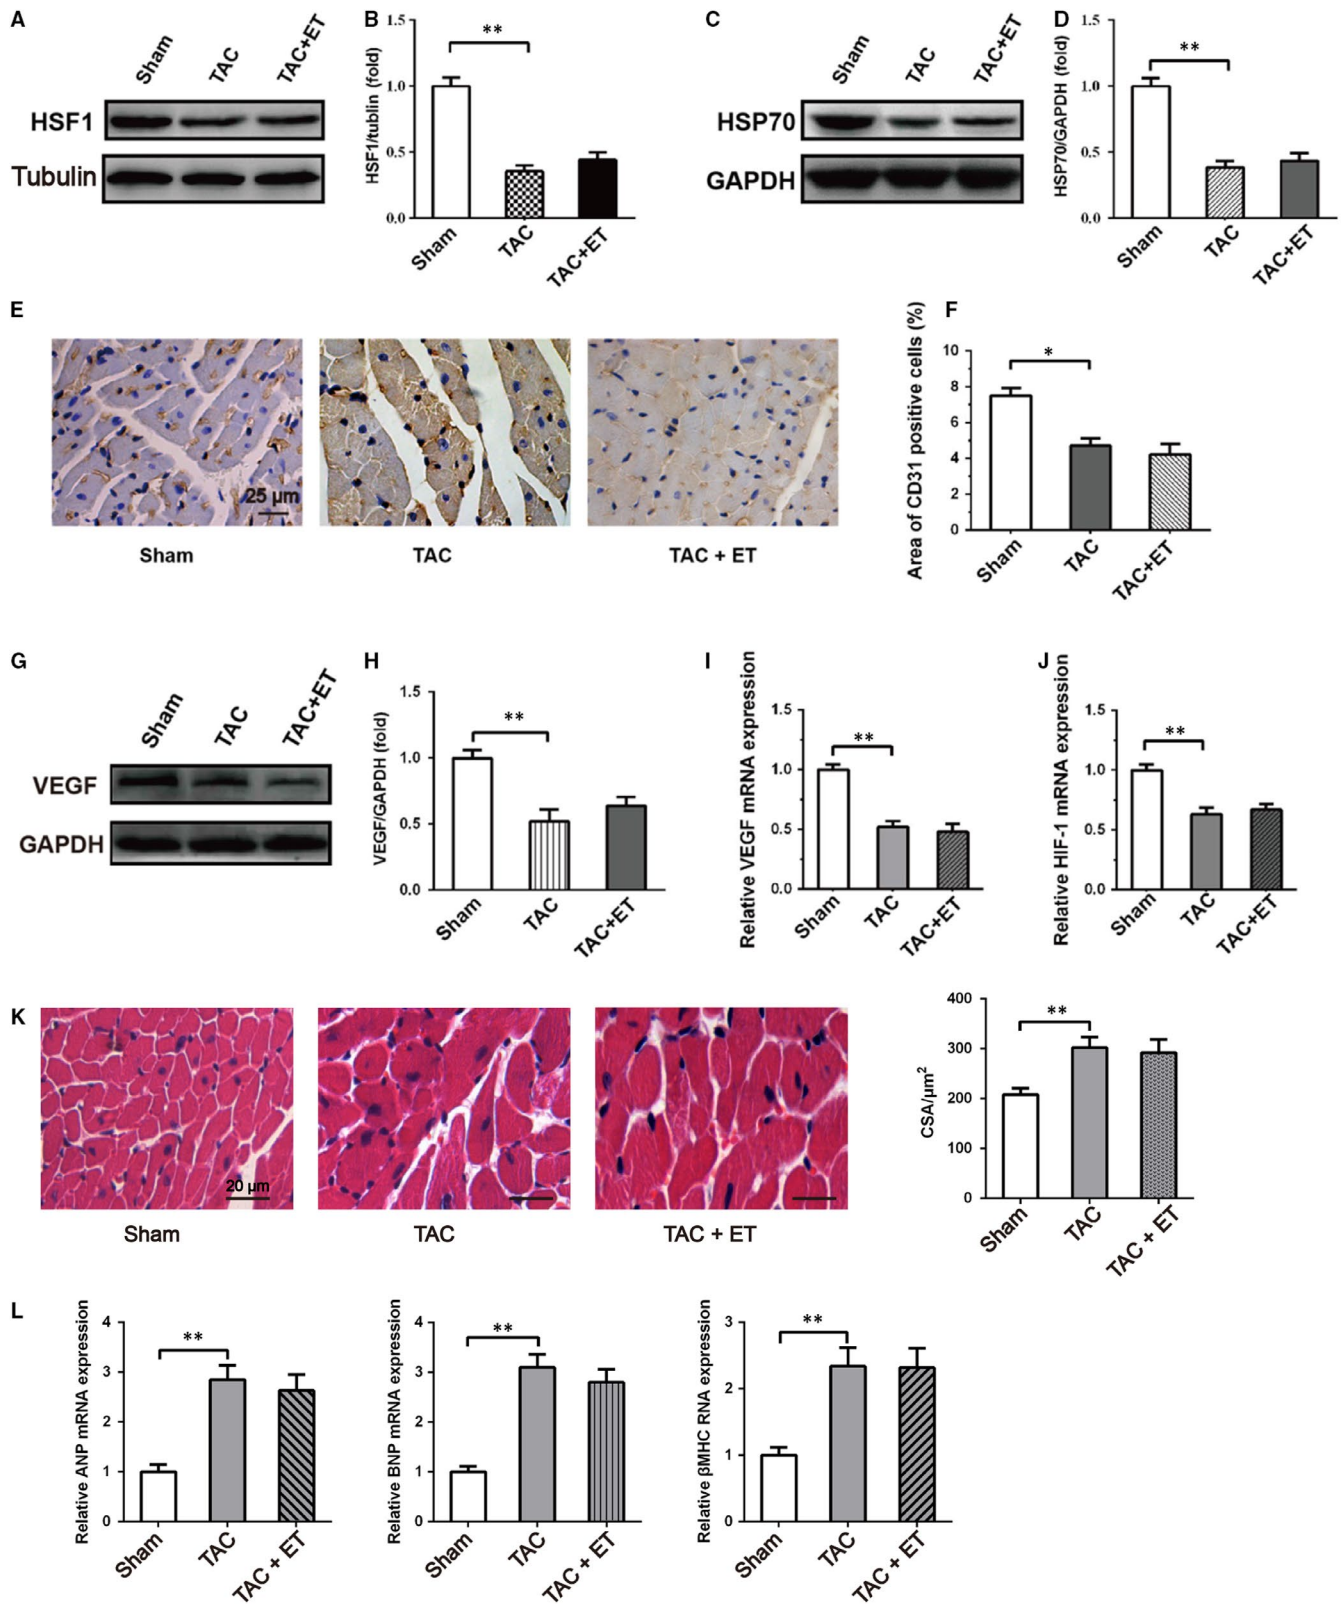 A
Sham
TAC
TAC+ET
HSF1
Tubulin
B
HSF1/tublin (fold)
1.5
1.0
0.5
0.0
**
Sham
TAC
TAC+ET
C
Sham
TAC
TAC+ET
HSP70
GAPDH
D
HSP70/GAPDH (fold)
1.5
1.0
0.5
0.0
**
Sham
TAC
TAC+ET
E
25 µm
Sham
TAC
TAC + ET
F
Area of CD31 positive cells (%)
10
8
6
4
2
0
*
Sham
TAC
TAC+ET
G
Sham
TAC
TAC+ET
VEGF
GAPDH
H
VEGF/GAPDH (fold)
1.5
1.0
0.5
0.0
**
Sham
TAC
TAC+ET
I
Relative VEGF mRNA expression
1.5
1.0
0.5
0.0
**
Sham
TAC
TAC+ET
J
Relative HIF-1 mRNA expression
1.5
1.0
0.5
0.0
**
Sham
TAC
TAC+ET
K
20 µm
Sham
TAC
TAC + ET
CSA/µm²
400
300
200
100
0
**
Sham
TAC
TAC + ET
L
Relative ANP mRNA expression
4
3
2
1
0
**
Sham
TAC
TAC + ET
Relative BNP mRNA expression
4
3
2
1
0
**
Sham
TAC
TAC + ET
Relative βMHC RNA expression
3
2
1
0
**
Sham
TAC
TAC + ET